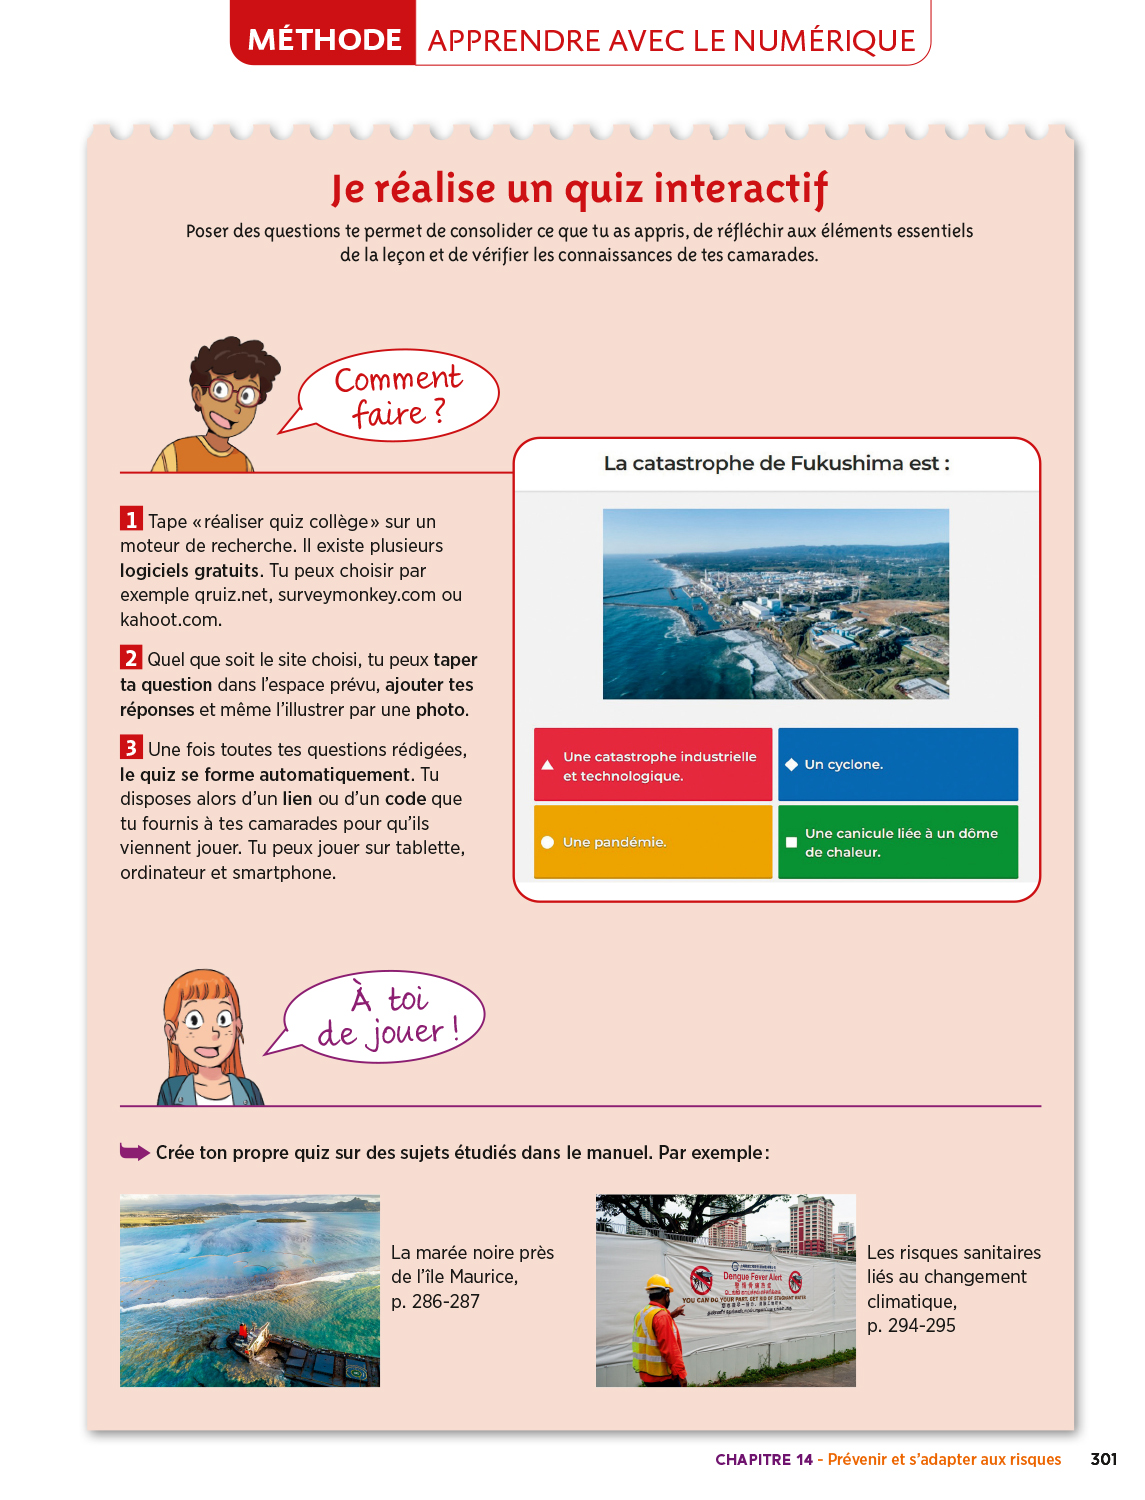 MÉTHODE APPRENDRE AVEC LE NUMÉRIQUE
Je réalise un quiz interactif
Poser des questions te permet de consolider ce que tu as appris, de réfléchir aux éléments essentiels
de la leçon et de vérifier les connaissances de tes camarades.
Comment
faire ?
1 Tape « réaliser quiz collège » sur un
moteur de recherche. Il existe plusieurs
logiciels gratuits. Tu peux choisir par
exemple qruiz.net, surveymonkey.com ou
kahoot.com.
2 Quel que soit le site choisi, tu peux taper
ta question dans l'espace prévu, ajouter tes
réponses et même l'illustrer par une photo.
3 Une fois toutes tes questions rédigées,
le quiz se forme automatiquement. Tu
disposes alors d'un lien ou d'un code que
tu fournis à tes camarades pour qu'ils
viennent jouer. Tu peux jouer sur tablette,
ordinateur et smartphone.
La catastrophe de Fukushima est :
Une catastrophe industrielle
et technologique.
Un cyclone.
Une pandémie.
Une canicule liée à un dôme
de chaleur.
À toi
de jouer !
Crée ton propre quiz sur des sujets étudiés dans le manuel. Par exemple :
La marée noire près
de l'île Maurice,
p. 286-287
Dengue Fever Alert
YOU CAN DO YOUR PART, GET RID OF STAGNANT WATER
Les risques sanitaires
liés au changement
climatique,
p. 294-295
CHAPITRE 14 - Prévenir et s'adapter aux risques 301